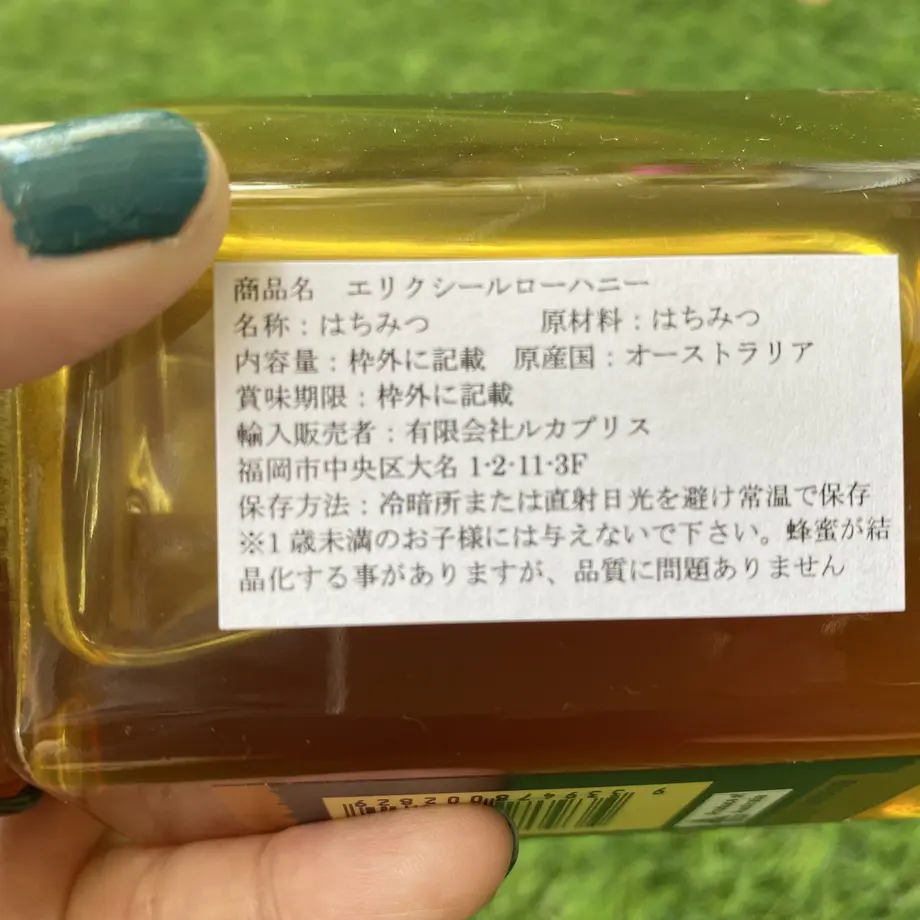 商品名　エリクシールローハニー
名称：はちみつ　　　　原材料：はちみつ
内容量：枠外に記載　原産国：オーストラリア
賞味期限：枠外に記載
輸入販売者：有限会社ルカプリス
福岡市中央区大名 1-2-11-3F
保存方法：冷暗所または直射日光を避け常温で保存
※1 歳未満のお子様には与えないで下さい。蜂蜜が結
晶化する事がありますが、品質に問題ありません